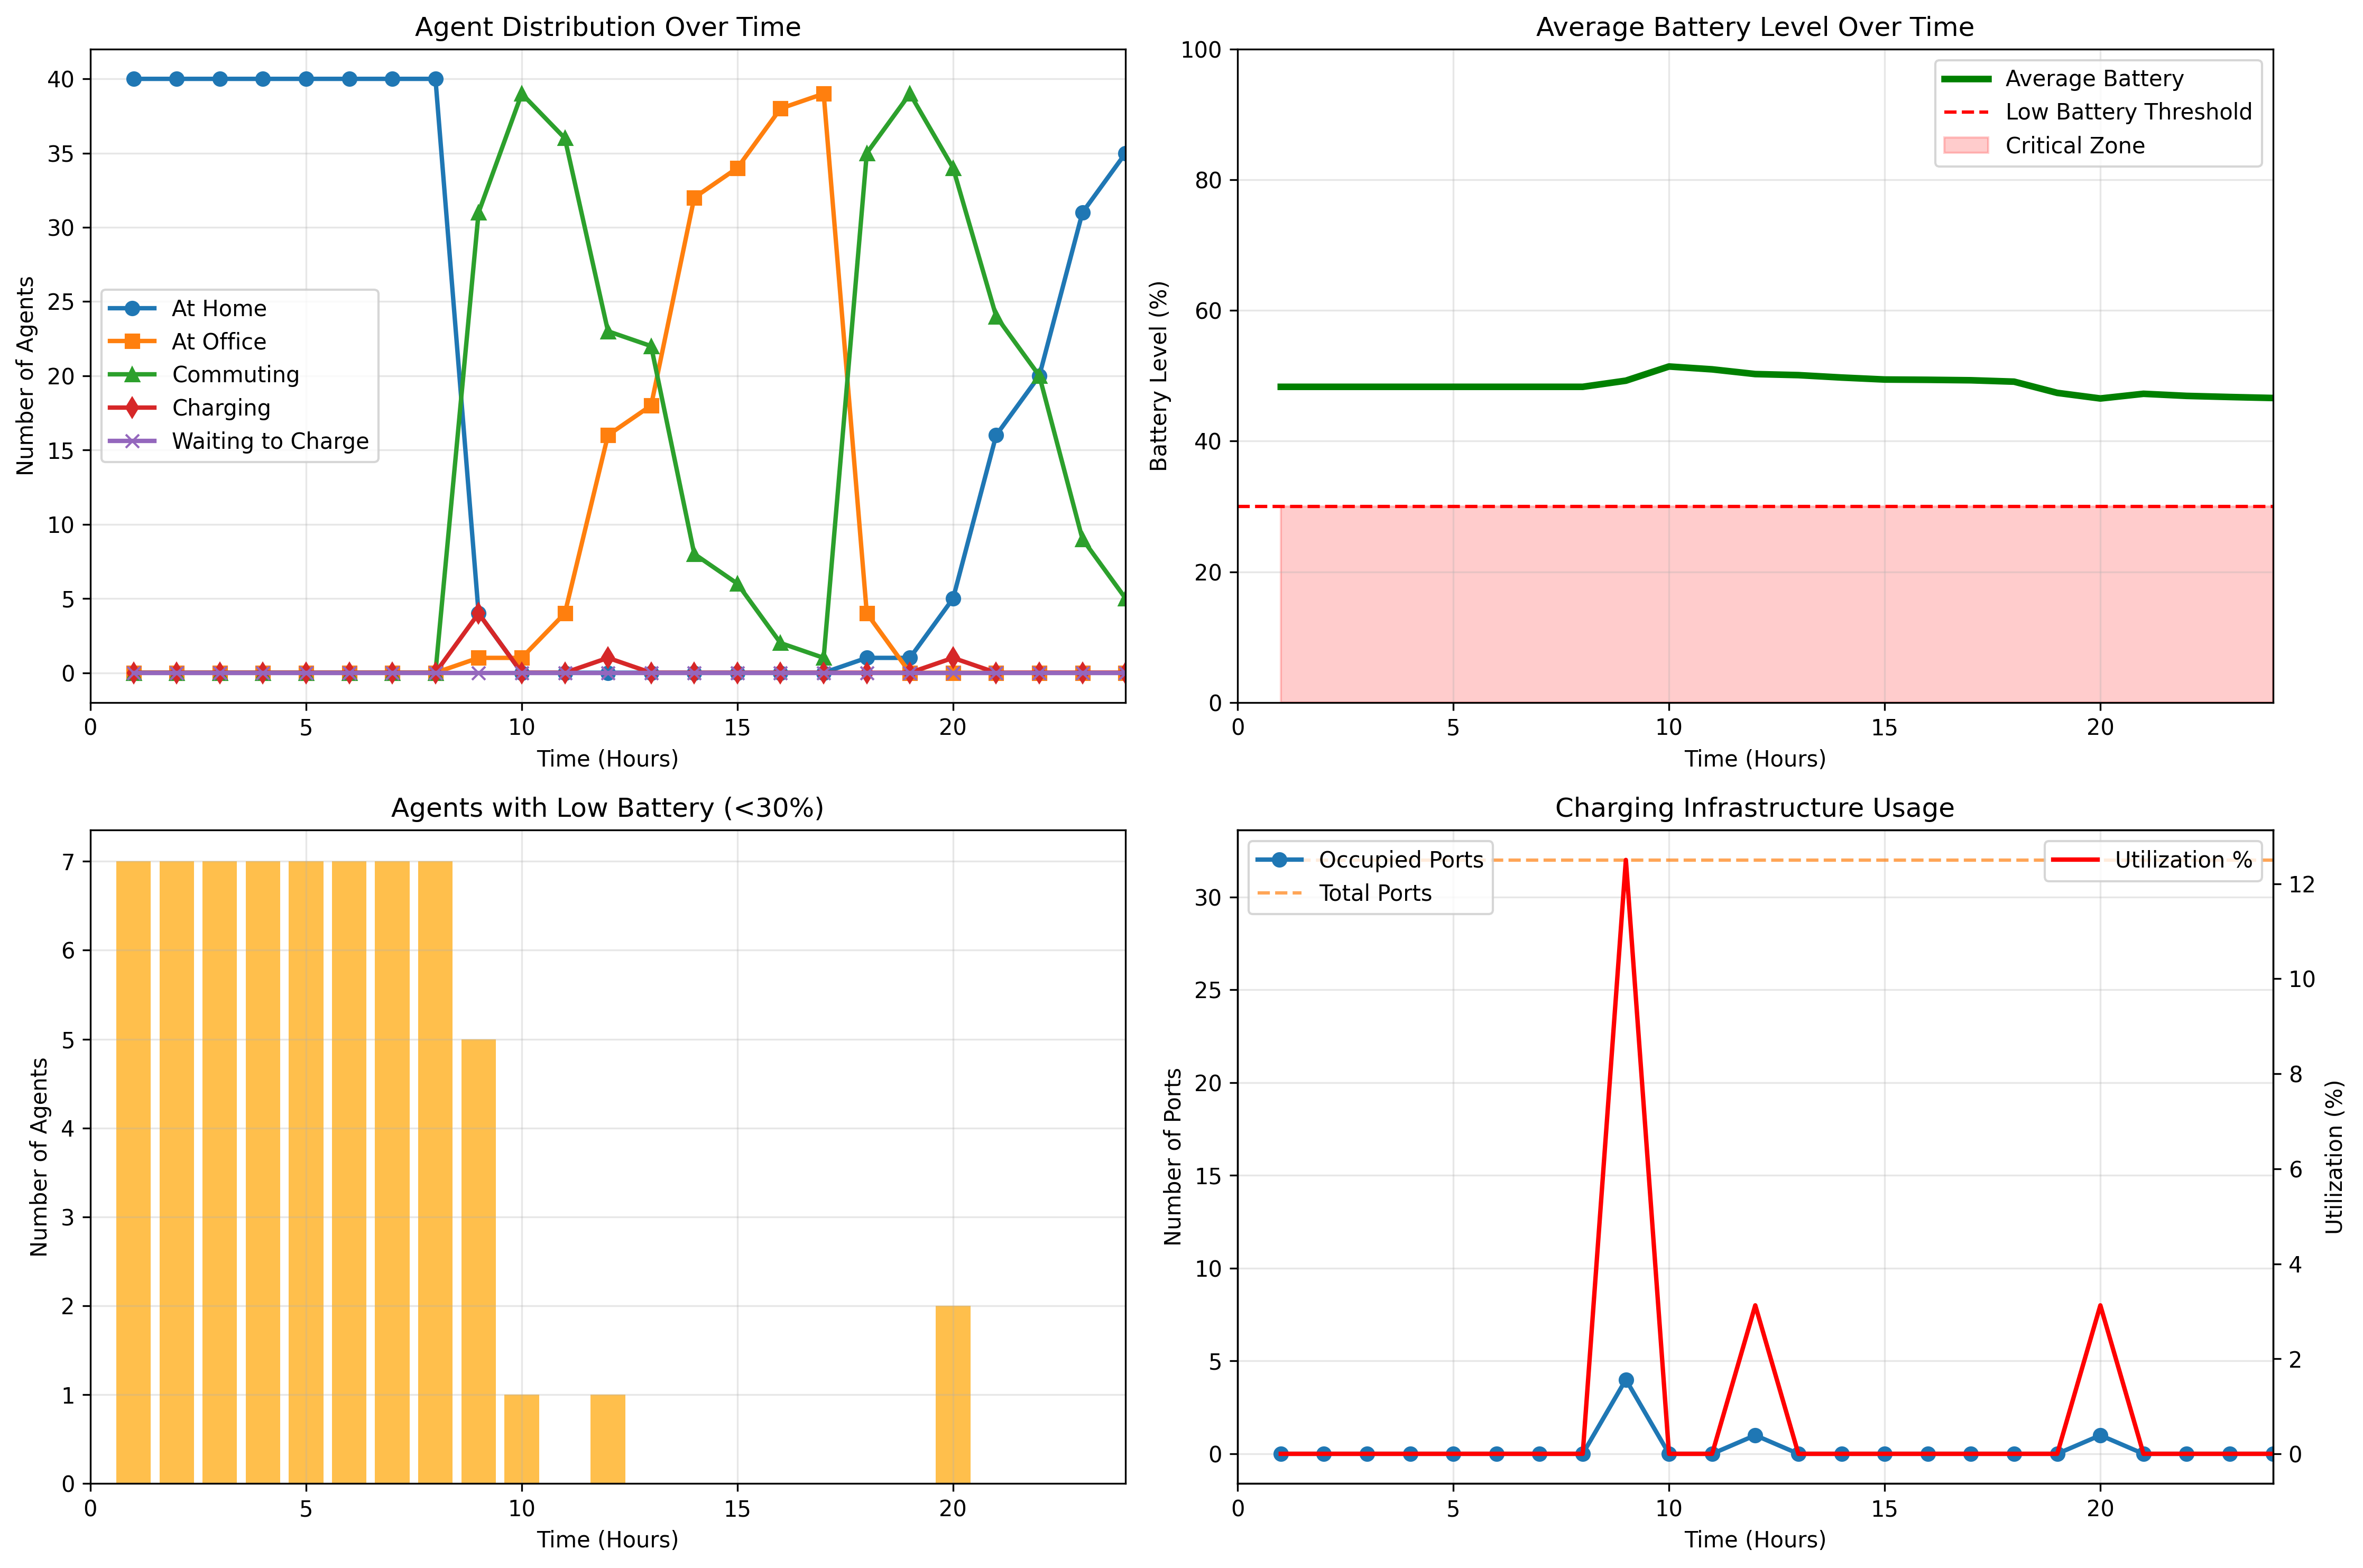 Agent Distribution Over Time
Number of Agents
40
35
30
25
20
15
10
5
0
At Home
At Office
Commuting
Charging
Waiting to Charge
0 5 10 15 20
Time (Hours)
Average Battery Level Over Time
Battery Level (%)
100
80
60
40
20
0
Average Battery
Low Battery Threshold
Critical Zone
0 5 10 15 20
Time (Hours)
Agents with Low Battery (<30%)
Number of Agents
7
6
5
4
3
2
1
0
0 5 10 15 20
Time (Hours)
Charging Infrastructure Usage
Number of Ports
30
25
20
15
10
5
0
Occupied Ports
Total Ports
Utilization %
12
10
8
6
4
2
0
Utilization (%)
0 5 10 15 20
Time (Hours)